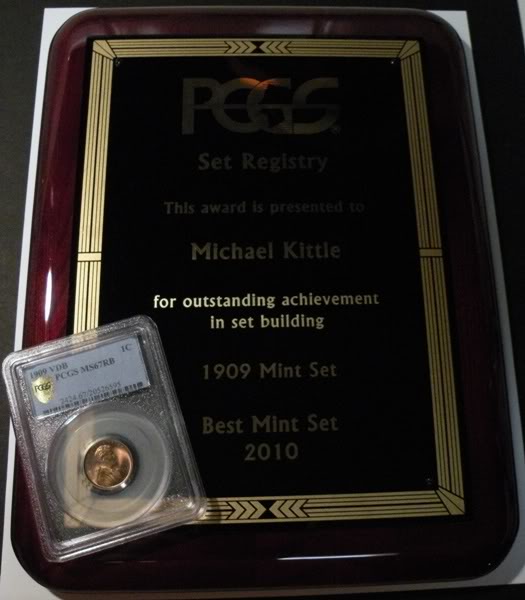 PCGS
Set Registry
This award is presented to
Michael Kittle
for outstanding achievement
in set building
1909 Mint Set
Best Mint Set
2010
1909 VDB 1C
PCGS MS67RB
PCGS